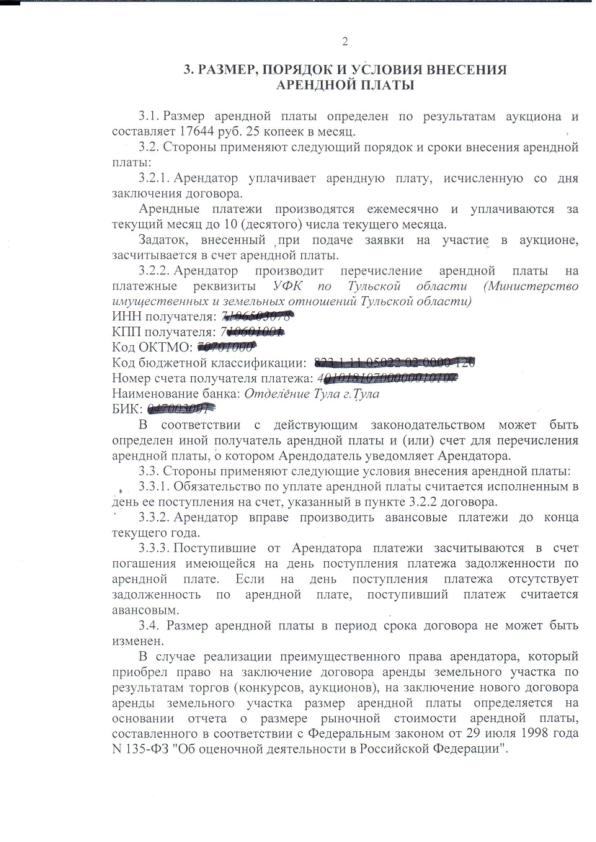 2
3. РАЗМЕР, ПОРЯДОК И УСЛОВИЯ ВНЕСЕНИЯ
АРЕНДНОЙ ПЛАТЫ
3.1. Размер арендной платы определен по результатам аукциона и
составляет 17644 руб. 25 копеек в месяц.
3.2. Стороны применяют следующий порядок и сроки внесения арендной
платы:
3.2.1. Арендатор уплачивает арендную плату, исчисленную со дня
заключения договора.
Арендные платежи производятся ежемесячно и уплачиваются за
текущий месяц до 10 (десятого) числа текущего месяца.
Задаток, внесенный при подаче заявки на участие в аукционе,
засчитывается в счет арендной платы.
3.2.2. Арендатор производит перечисление арендной платы на
платежные реквизиты УФК по Тульской области (Министерство
имущественных и земельных отношений Тульской области)
ИНН получателя:
КПП получателя:
Код ОКТМО:
Код бюджетной классификации:
Номер счета получателя платежа:
Наименование банка: Отделение Тула г.Тула
БИК:
В соответствии с действующим законодательством может быть
определен иной получатель арендной платы и (или) счет для перечисления
арендной платы, о котором Арендодатель уведомляет Арендатора.
3.3. Стороны применяют следующие условия внесения арендной платы:
3.3.1. Обязательство по уплате арендной платы считается исполненным в
день ее поступления на счет, указанный в пункте 3.2.2 договора.
3.3.2. Арендатор вправе производить авансовые платежи до конца
текущего года.
3.3.3. Поступившие от Арендатора платежи засчитываются в счет
погашения имеющейся на день поступления платежа задолженности по
арендной плате. Если на день поступления платежа отсутствует
задолженность по арендной плате, поступивший платеж считается
авансовым.
3.4. Размер арендной платы в период срока договора не может быть
изменен.
В случае реализации преимущественного права арендатора, который
приобрел право на заключение договора аренды земельного участка по
результатам торгов (конкурсов, аукционов), на заключение нового договора
аренды земельного участка размер арендной платы определяется на
основании отчета о размере рыночной стоимости арендной платы,
составленного в соответствии с Федеральным законом от 29 июля 1998 года
N 135-ФЗ "Об оценочной деятельности в Российской Федерации".